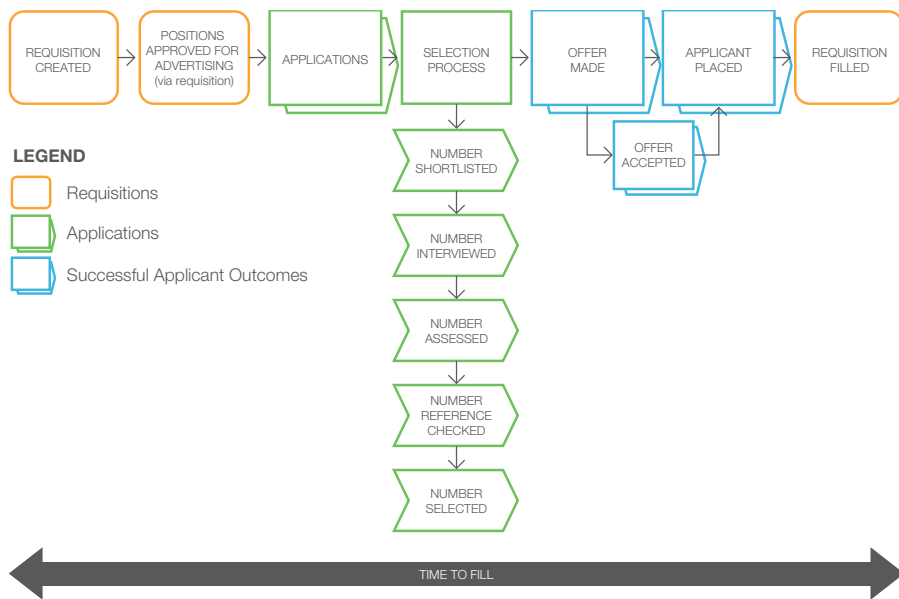 REQUISITION
CREATED
POSITIONS
APPROVED FOR
ADVERTISING
(via requisition)
APPLICATIONS
SELECTION
PROCESS
OFFER
MADE
APPLICANT
PLACED
REQUISITION
FILLED
OFFER
ACCEPTED
NUMBER
SHORTLISTED
NUMBER
INTERVIEWED
NUMBER
ASSESSED
NUMBER
REFERENCE
CHECKED
NUMBER
SELECTED
LEGEND
Requisitions
Applications
Successful Applicant Outcomes
TIME TO FILL